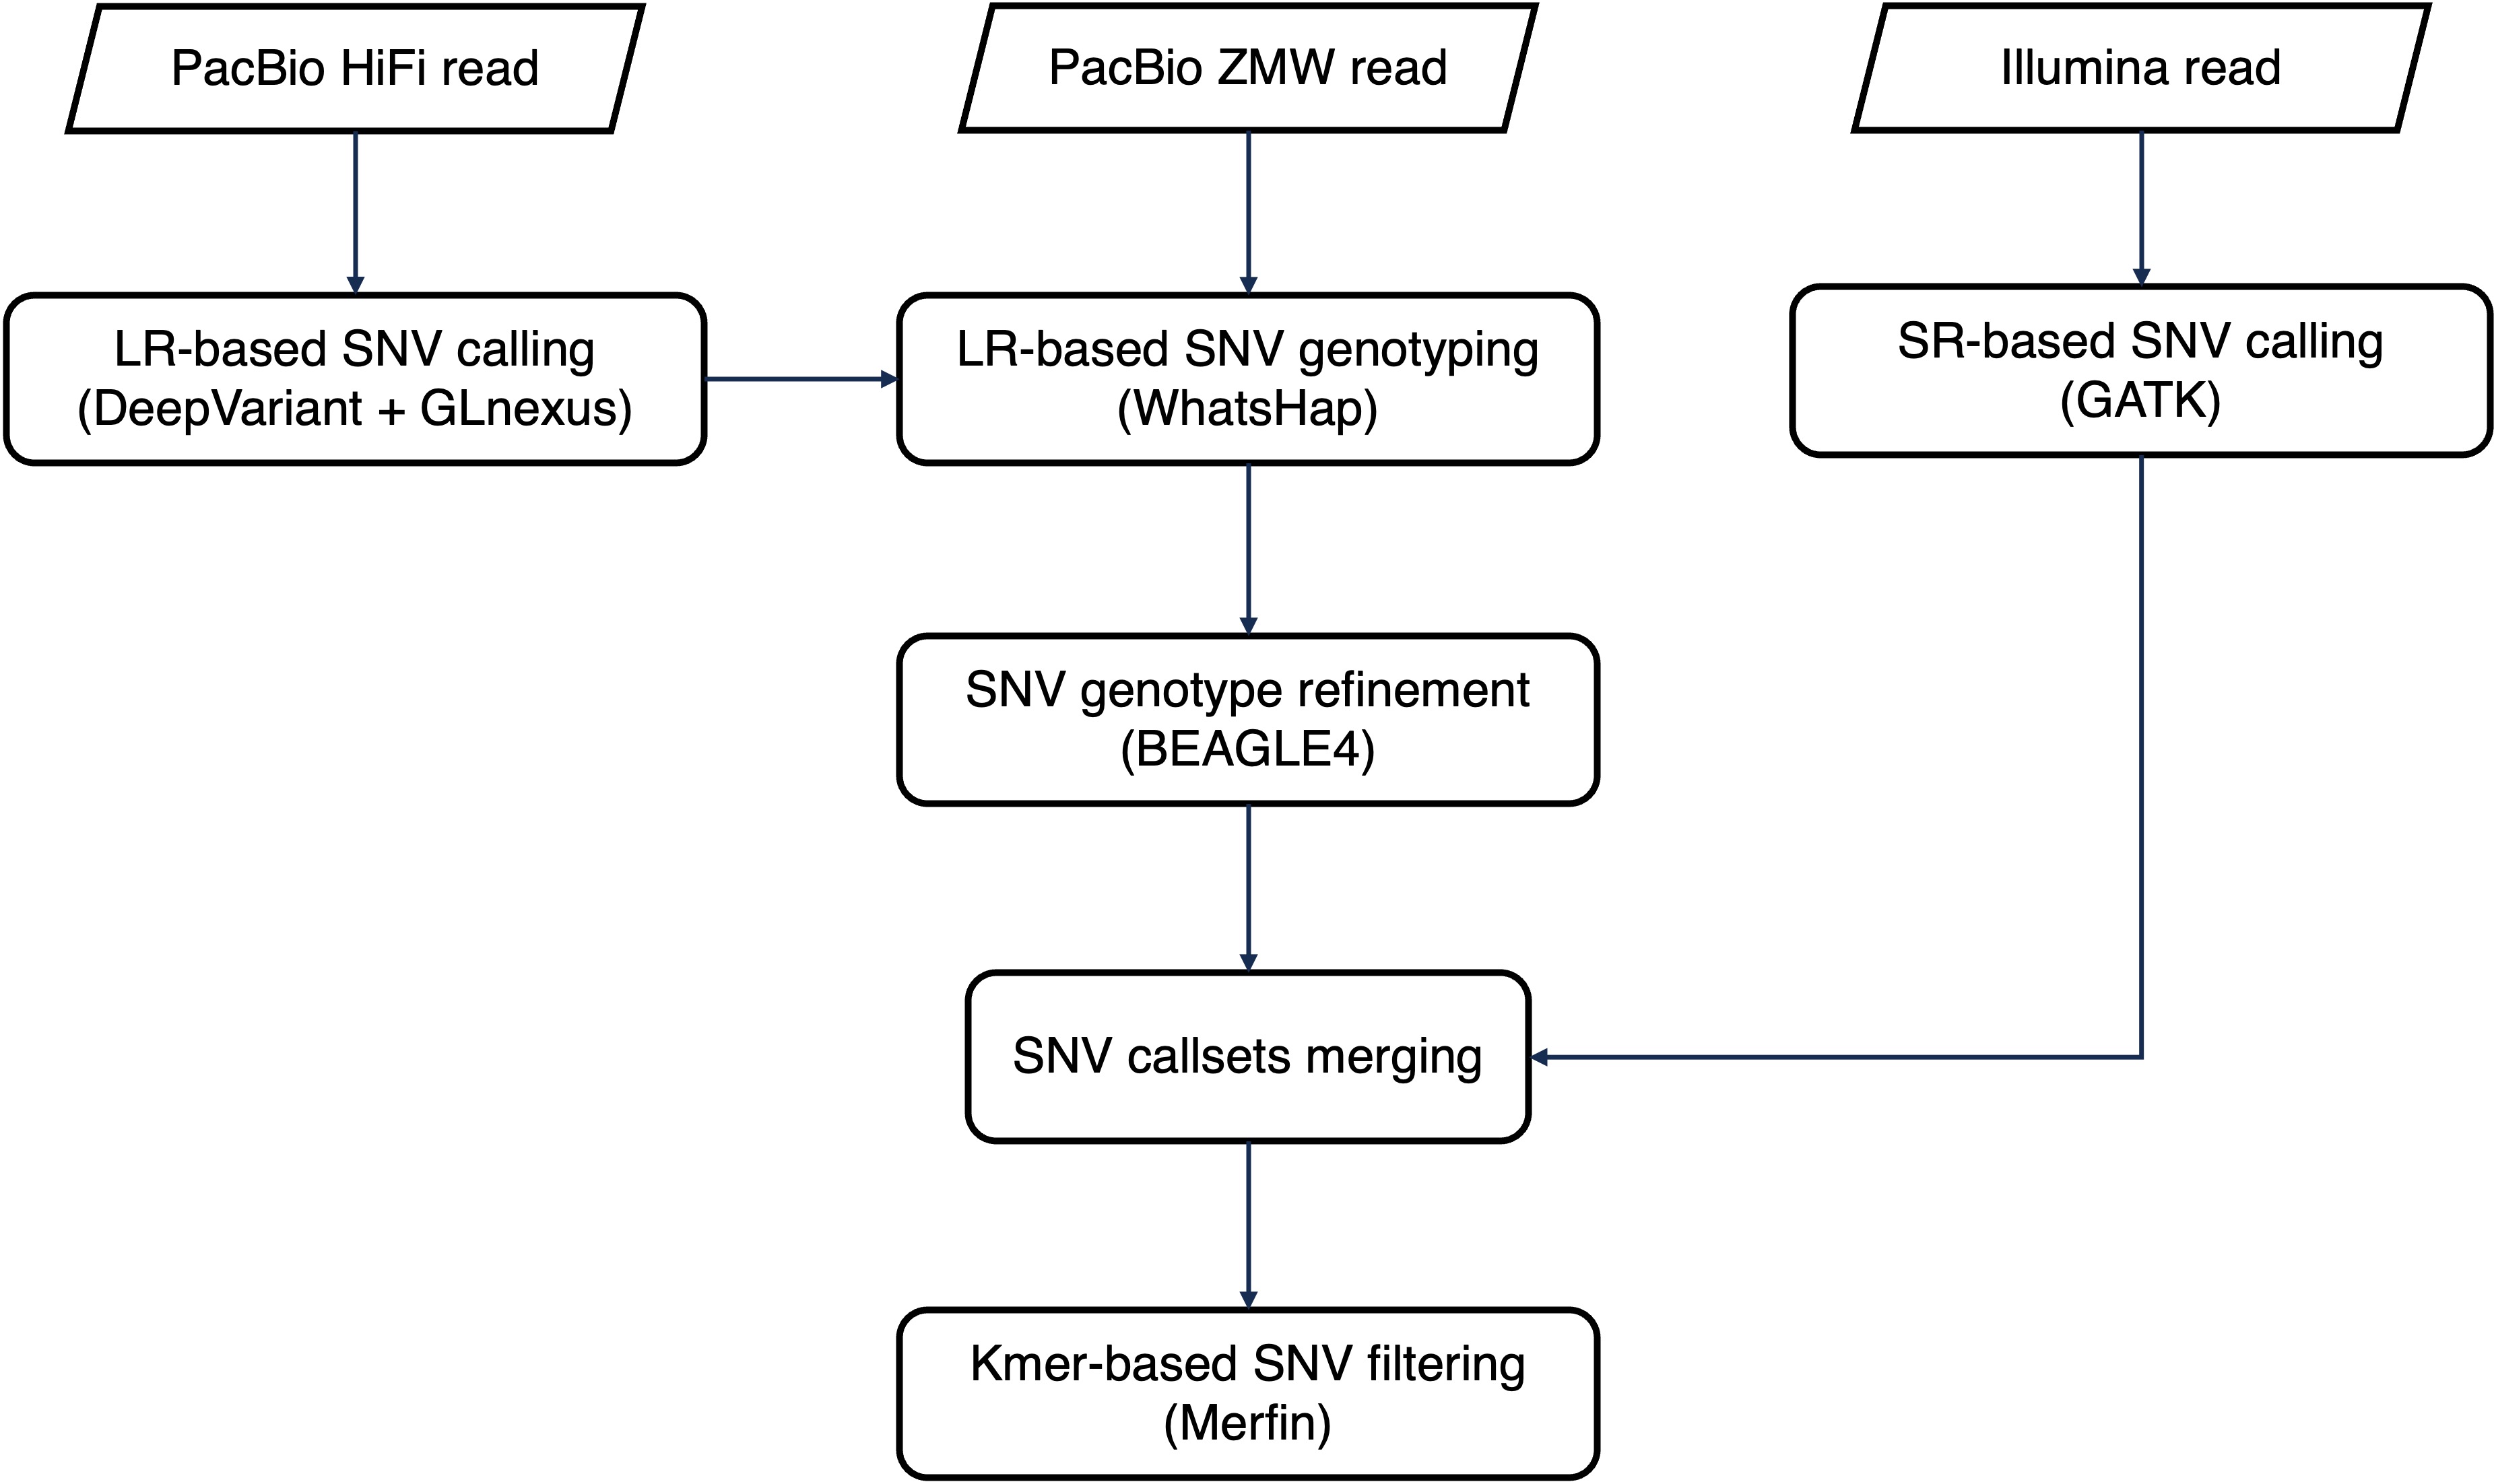 PacBio HiFi read
PacBio ZMW read
Illumina read
LR-based SNV calling
(DeepVariant + GLnexus)
LR-based SNV genotyping
(WhatsHap)
SR-based SNV calling
(GATK)
SNV genotype refinement
(BEAGLE4)
SNV callsets merging
Kmer-based SNV filtering
(Merfin)